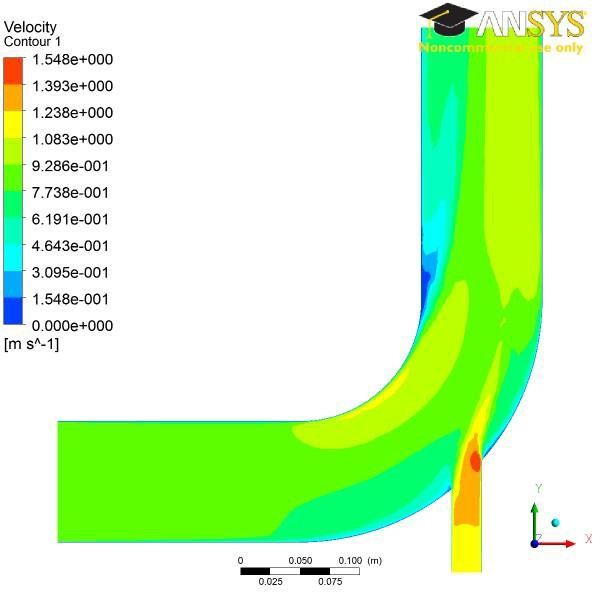 ANSYS
Noncommercial use only
Velocity
Contour 1
1.548e+000
1.393e+000
1.238e+000
1.083e+000
9.286e-001
7.738e-001
6.191e-001
4.643e-001
3.095e-001
1.548e-001
0.000e+000
[m s^-1]
Y
Z
X
0 0.050 0.100 (m)
0.025 0.075